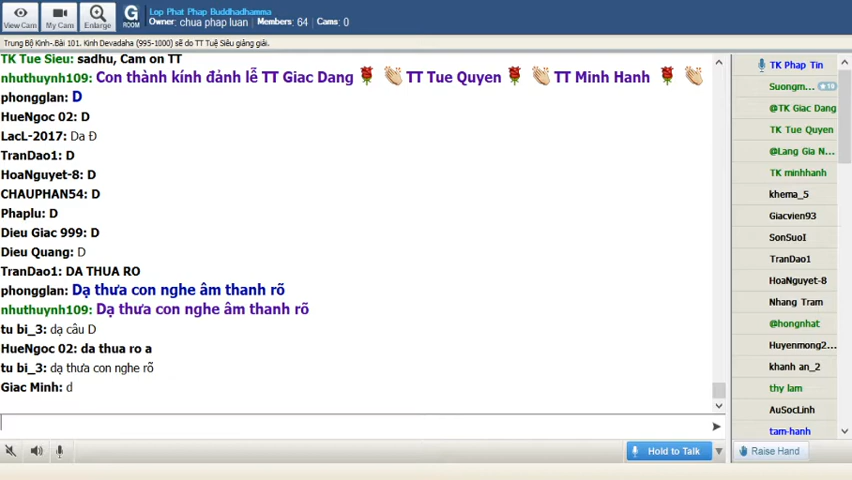 View Cam
My Cam
Enlarge
G ROOM
Lop Phat Phap Buddhadhamma
Owner: chua phap luan Members: 64 Cams: 0
Trung Bộ Kinh-.Bài 101. Kinh Devadaha (995-1000) sẽ do TT Tuệ Siêu giảng giải.
TK Tue Sieu: sadhu, Cam on TT
nhuthuynh109: Con thành kính đảnh lễ TT Giac Dang 🌹 👏 TT Tue Quyen 🌹 👏 TT Minh Hanh 🌹 👏
phongglan: D
HueNgoc 02: D
LacL-2017: Da Đ
TranDao1: D
HoaNguyet-8: D
CHAUPHAN54: D
Phaplu: D
Dieu Giac 999: D
Dieu Quang: D
TranDao1: DA THUA RO
phongglan: Dạ thưa con nghe âm thanh rõ
nhuthuynh109: Dạ thưa con nghe âm thanh rõ
tu bi_3: dạ câu D
HueNgoc 02: da thua ro a
tu bi_3: dạ thưa con nghe rõ
Giac Minh: d
Hold to Talk
TK Phap Tin
Suongm... 10
@TK Giac Dang
TK Tue Quyen
@Lang Gia N...
TK minhhanh
khema_5
Giacvien93
SonSuoI
TranDao1
HoaNguyet-8
Nhang Tram
@hongnhat
Huyenmong2...
khanh an_2
thy lam
AuSocLinh
tam-hanh
Raise Hand